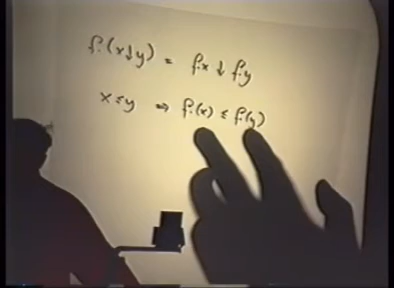 f.(x↓y) = f.x ↓ f.y
x ≤ y ⇒ f.(x) ≤ f.(y)